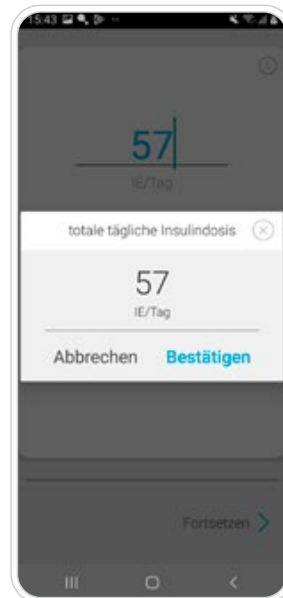 15:43
57
IE/Tag
totale tägliche Insulindosis
57
IE/Tag
Abbrechen Bestätigen
Fortsetzen